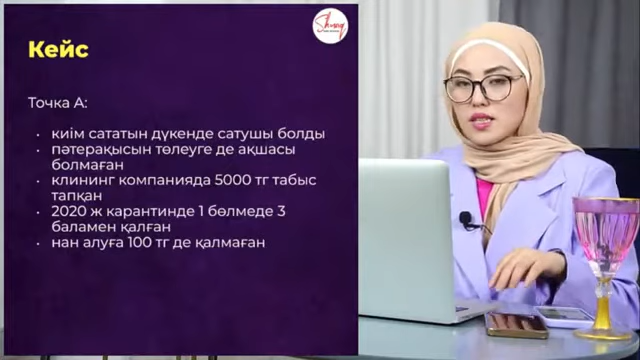 Кейс
Точка А:
• киім сататын дүкенде сатушы болды
• пәтерақысын төлеуге де ақшасы
болмаған
• клининг компанияда 5000 тг табыс
тапқан
• 2020 ж карантинде 1 бөлмеде 3
баламен қалған
• нан алуға 100 тг де қалмаған